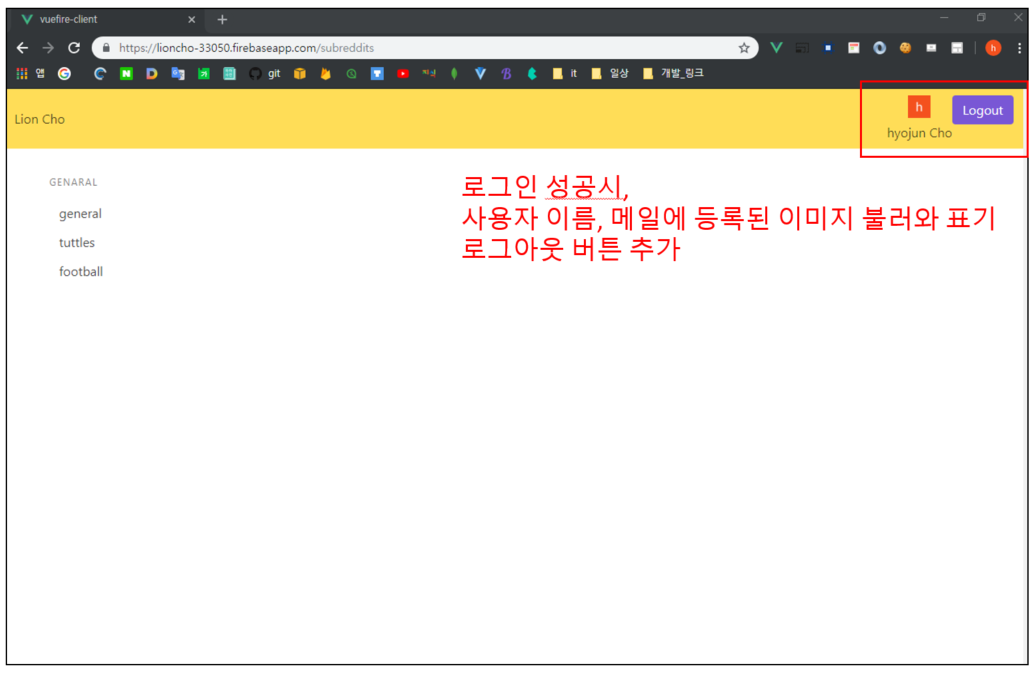 vuefire-client
https://lioncho-33050.firebaseapp.com/subreddits
앱 git it 일상 개발_링크
Lion Cho
h
Logout
hyojun Cho
GENARAL
general
tuttles
football
로그인 성공시,
사용자 이름, 메일에 등록된 이미지 불러와 표기
로그아웃 버튼 추가